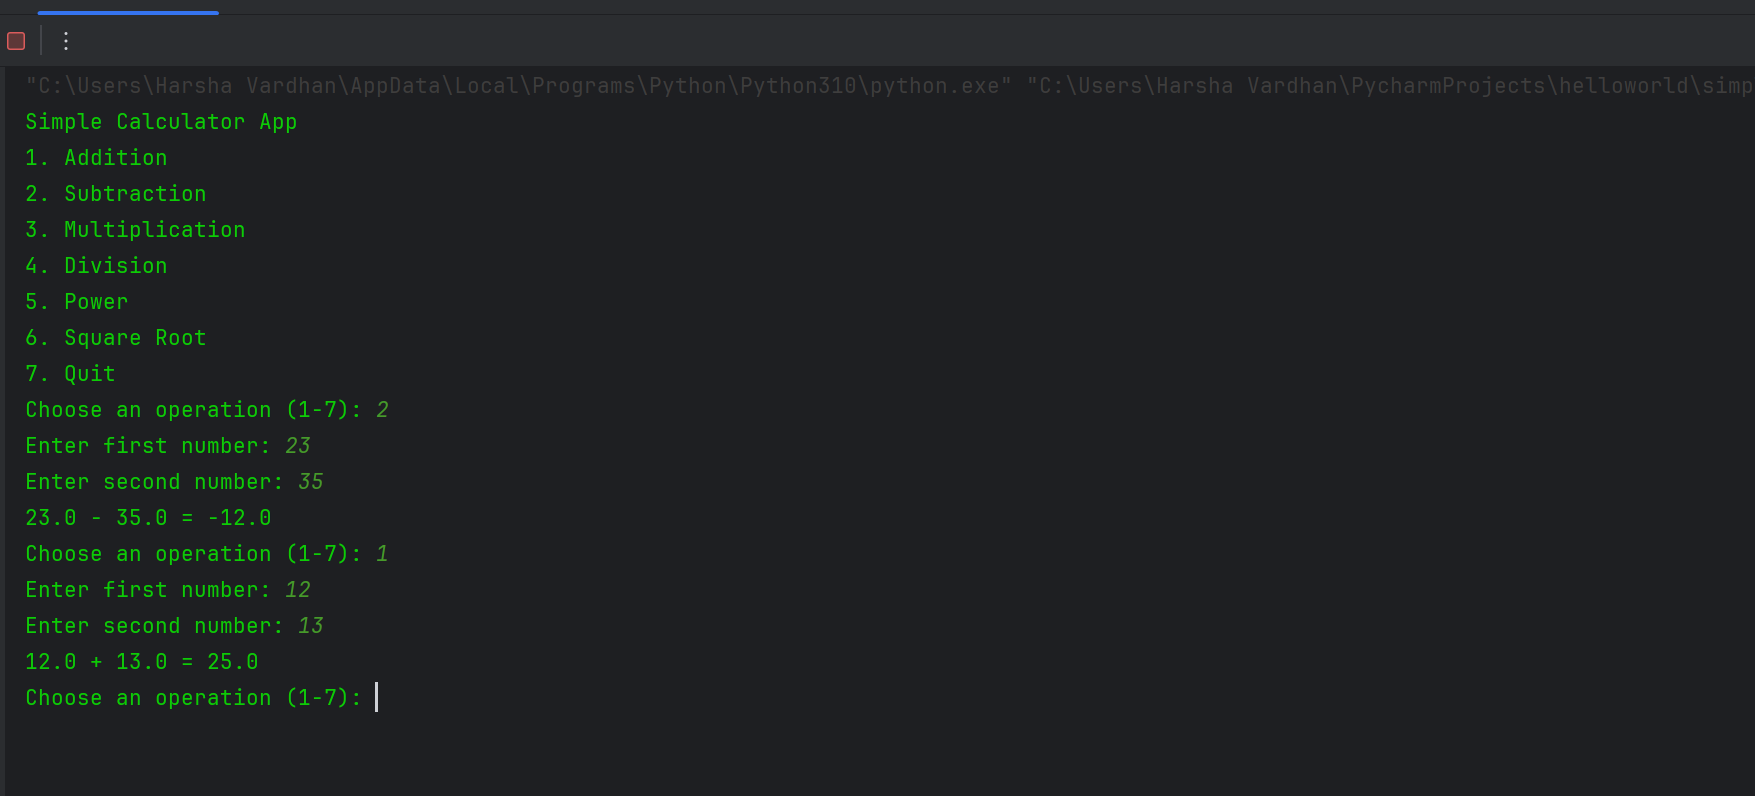 "C:\Users\Harsha Vardhan\AppData\Local\Programs\Python\Python310\python.exe" "C:\Users\Harsha Vardhan\PycharmProjects\helloworld\simp
Simple Calculator App
1. Addition
2. Subtraction
3. Multiplication
4. Division
5. Power
6. Square Root
7. Quit
Choose an operation (1-7): 2
Enter first number: 23
Enter second number: 35
23.0 - 35.0 = -12.0
Choose an operation (1-7): 1
Enter first number: 12
Enter second number: 13
12.0 + 13.0 = 25.0
Choose an operation (1-7):